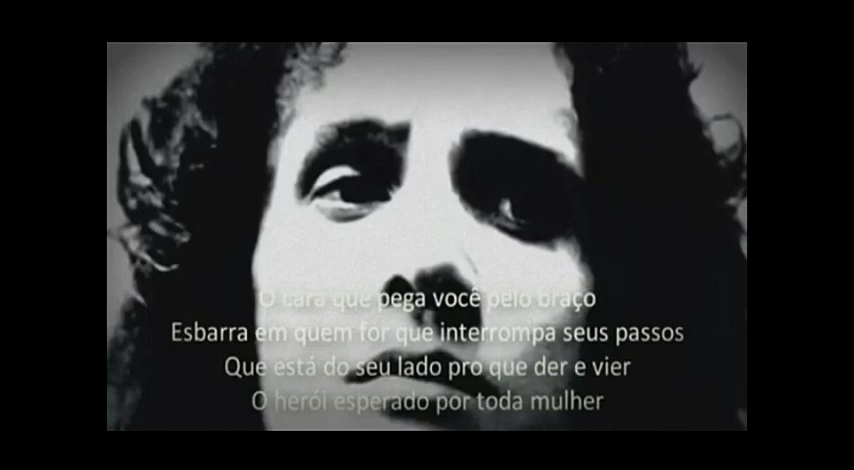 O cara que pega você pelo braço
Esbarra em quem for que interrompa seus passos
Que está do seu lado pro que der e vier
O herói esperado por toda mulher